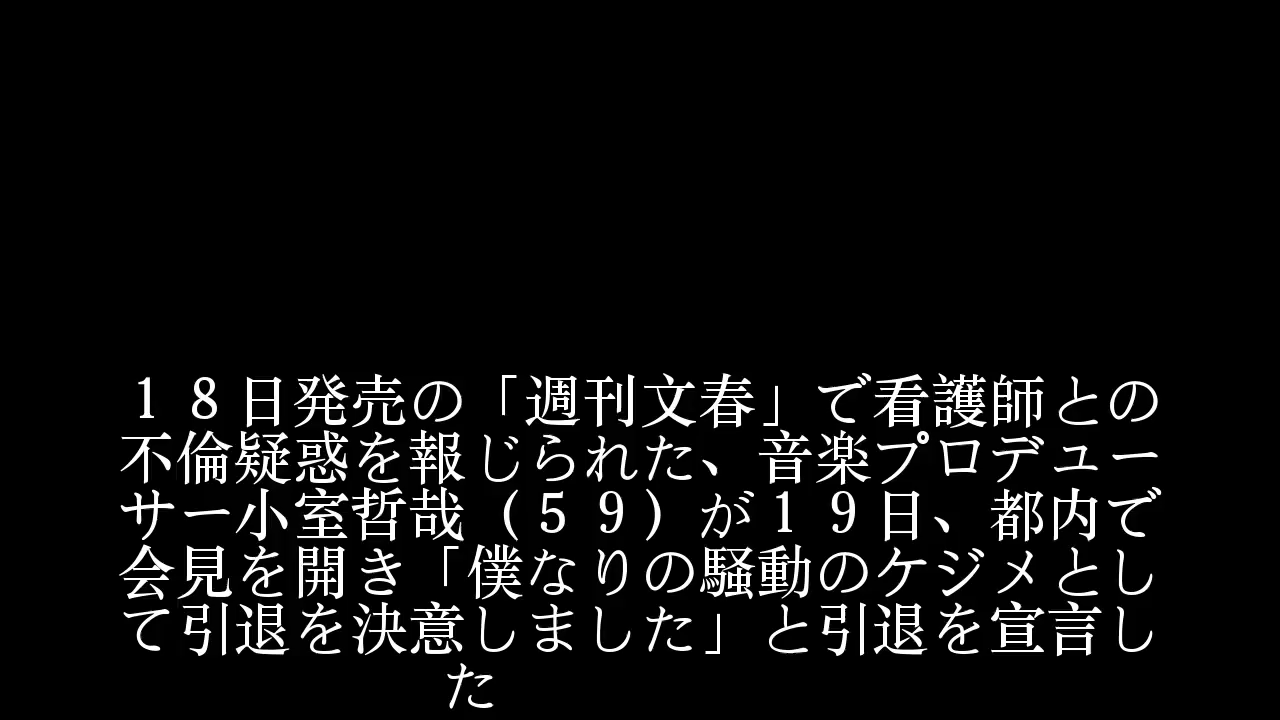 １８日発売の「週刊文春」で看護師との
不倫疑惑を報じられた、音楽プロデュー
サー小室哲哉（５９）が１９日、都内で
会見を開き「僕なりの騒動のケジメとし
て引退を決意しました」と引退を宣言し
た